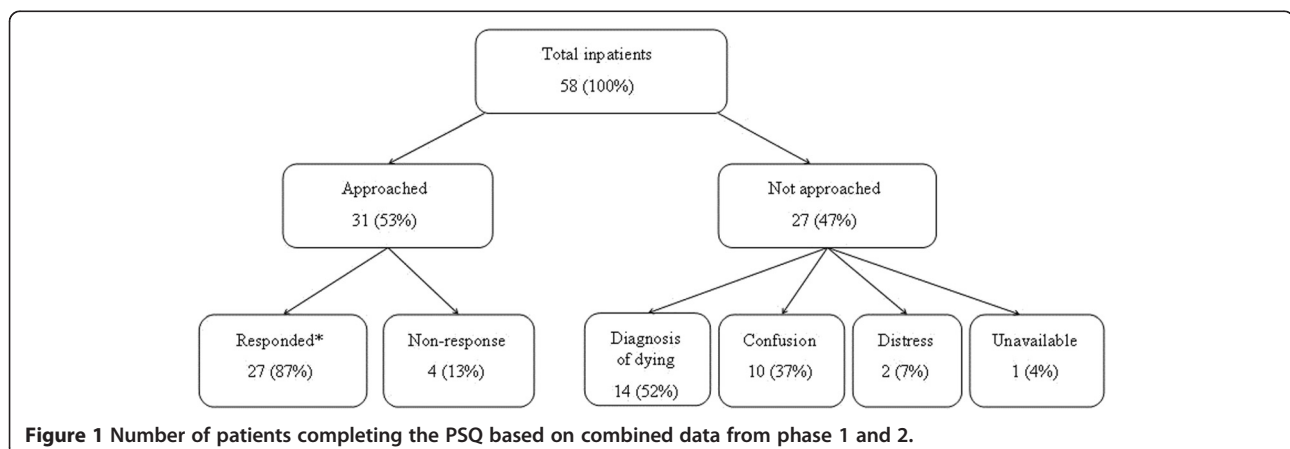 Total inpatients
58 (100%)
Approached
31 (53%)
Not approached
27 (47%)
Responded*
27 (87%)
Non-response
4 (13%)
Diagnosis
of dying
14 (52%)
Confusion
10 (37%)
Distress
2 (7%)
Unavailable
1 (4%)
Figure 1 Number of patients completing the PSQ based on combined data from phase 1 and 2.